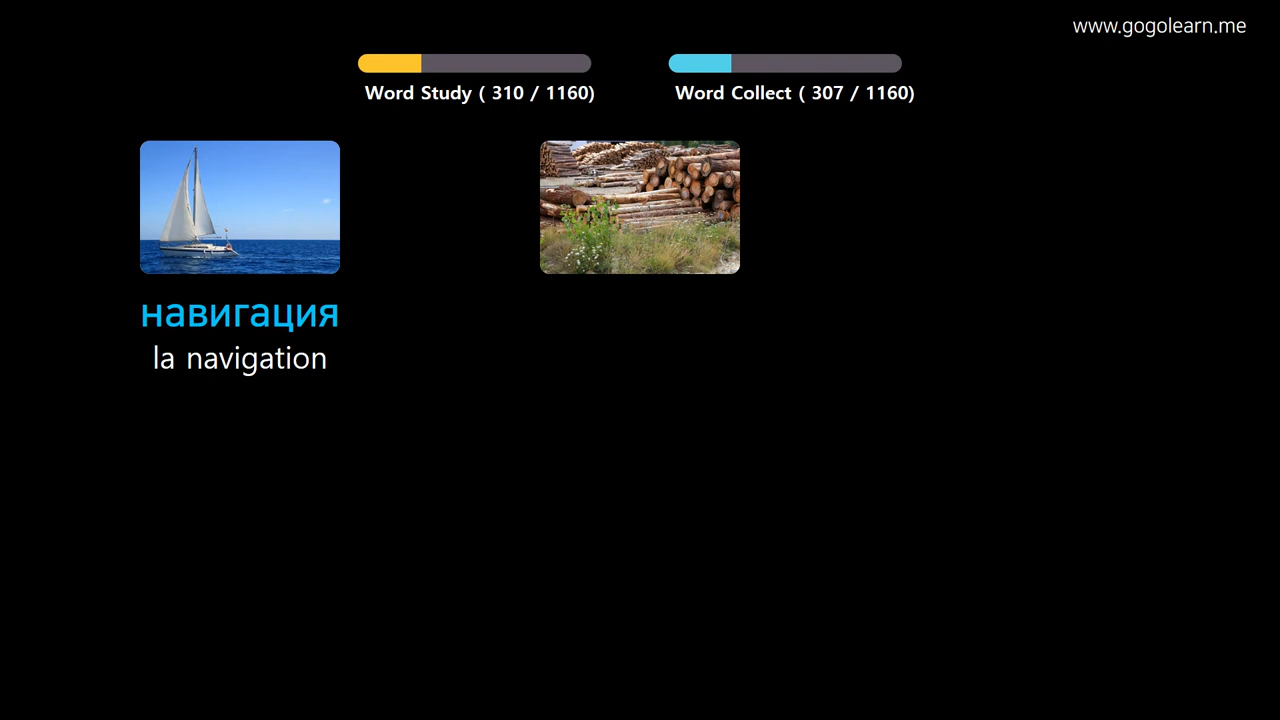 www.gogolearn.me
Word Study ( 310 / 1160)
Word Collect ( 307 / 1160)
навигация
la navigation